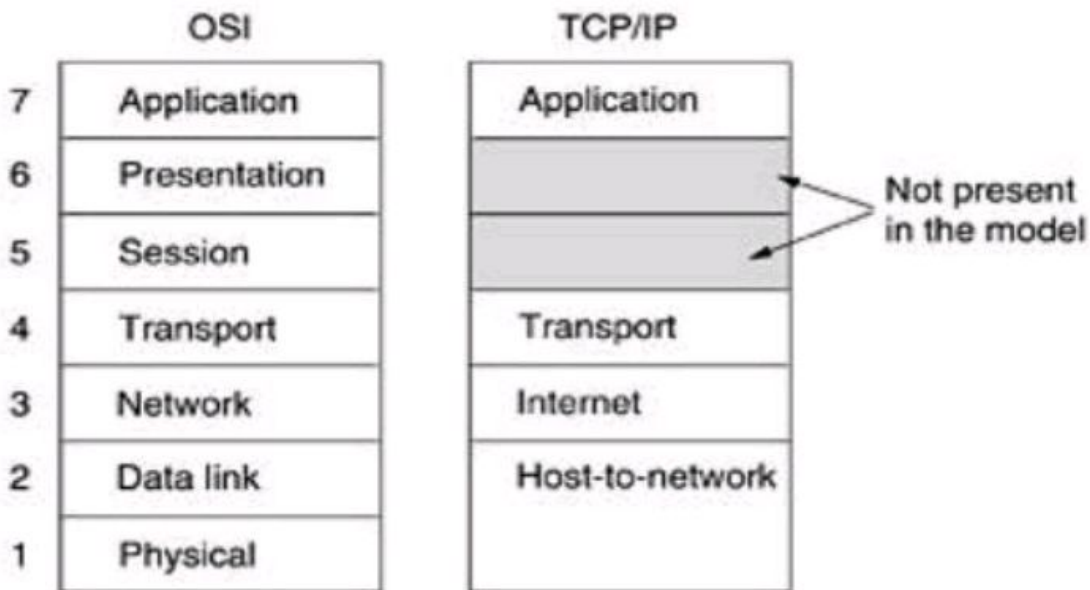 OSI TCP/IP
7 Application Application
6 Presentation
Not present
5 Session
in the model
4 Transport Transport
3 Network Internet
2 Data link Host-to-network
1 Physical